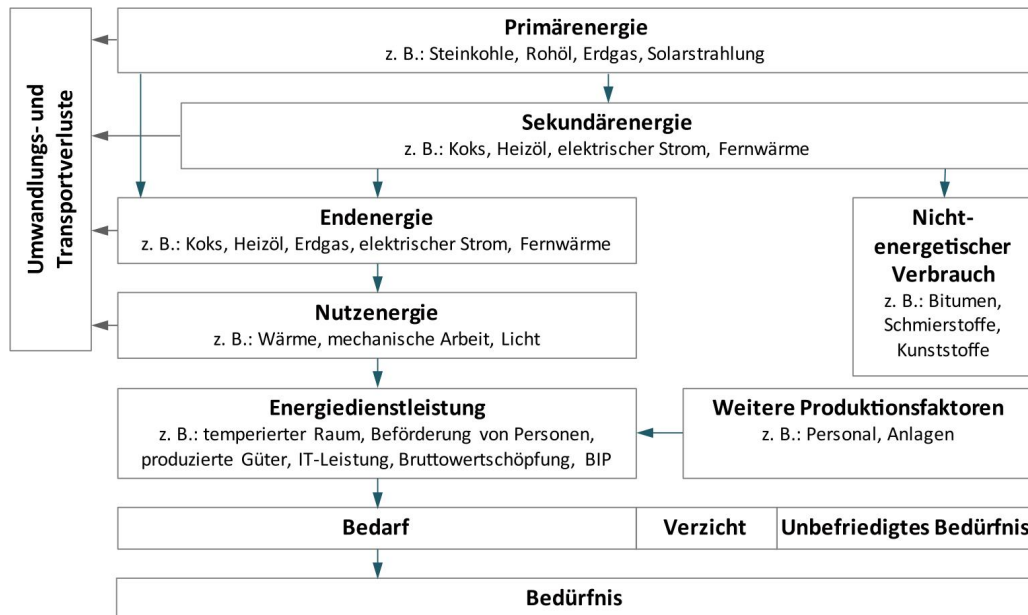 Umwandlungs- und
Transportverluste
Primärenergie
z. B.: Steinkohle, Rohöl, Erdgas, Solarstrahlung
Sekundärenergie
z. B.: Koks, Heizöl, elektrischer Strom, Fernwärme
Endenergie
z. B.: Koks, Heizöl, Erdgas, elektrischer Strom, Fernwärme
Nicht-
energetischer
Verbrauch
z. B.: Bitumen,
Schmierstoffe,
Kunststoffe
Nutzenergie
z. B.: Wärme, mechanische Arbeit, Licht
Energiedienstleistung
z. B.: temperierter Raum, Beförderung von Personen,
produzierte Güter, IT-Leistung, Bruttowertschöpfung, BIP
Weitere Produktionsfaktoren
z. B.: Personal, Anlagen
Bedarf
Verzicht
Unbefriedigtes Bedürfnis
Bedürfnis